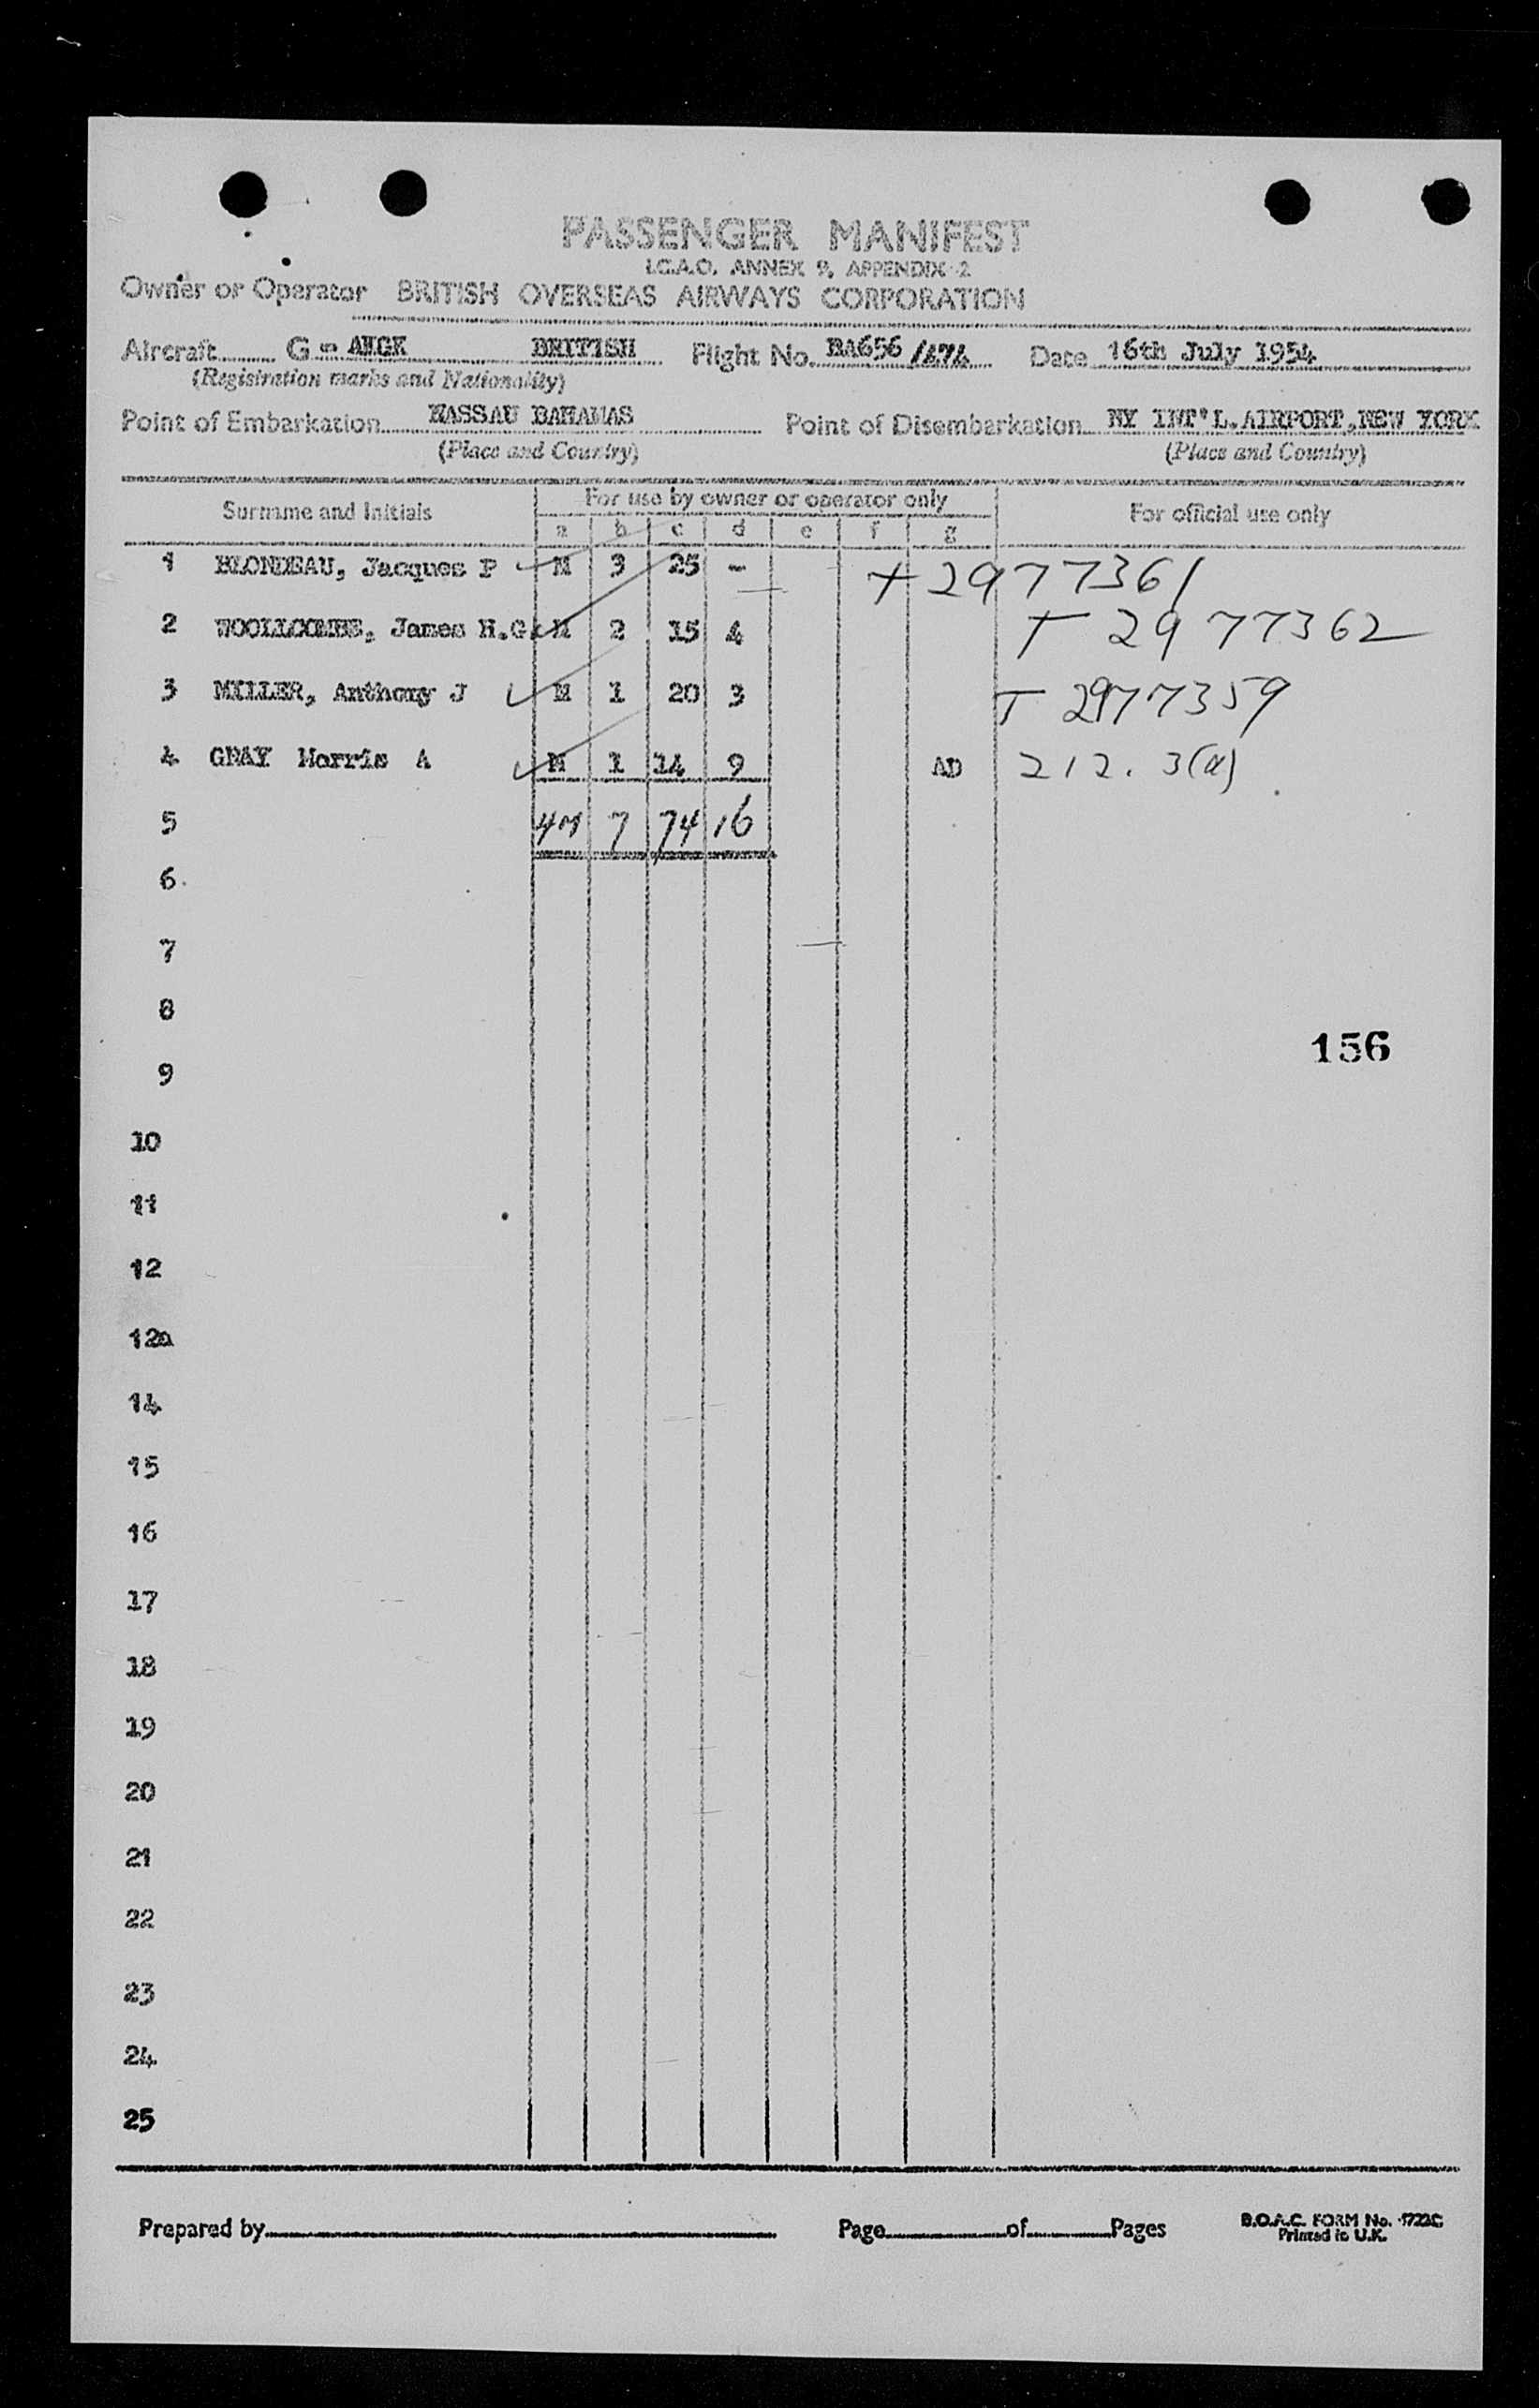 PASSENGER MANIFEST
I.C.A.O. ANNEX 9, APPENDIX 2
Owner or Operator BRITISH OVERSEAS AIRWAYS CORPORATION
Aircraft G - AHGK BRITISH Flight No. BA656/474 Date 16th July 1954
(Registration marks and Nationality)
Point of Embarkation NASSAU BAHAMAS Point of Disembarkation NY INT'L.AIRPORT,NEW YORK
(Place and Country) (Place and Country)
Surname and Initials For use by owner or operator only For official use only
a b c d e f g
1 BLONDEAU, Jacques P M 3 25 - T 2977361
2 WOOLLCOMBE, James H.G. M 2 15 4 T 2977362
3 MILLER, Anthony J M 1 20 3 T 2977359
4 GRAY Morris A M 1 14 9 AD 212.3(a)
5 4M 7 74 16
6
7
8
156
9
10
11
12
12a
14
15
16
17
18
19
20
21
22
23
24
25
Prepared by Page of Pages B.O.A.C. FORM No. 1722C
Printed in U.K.